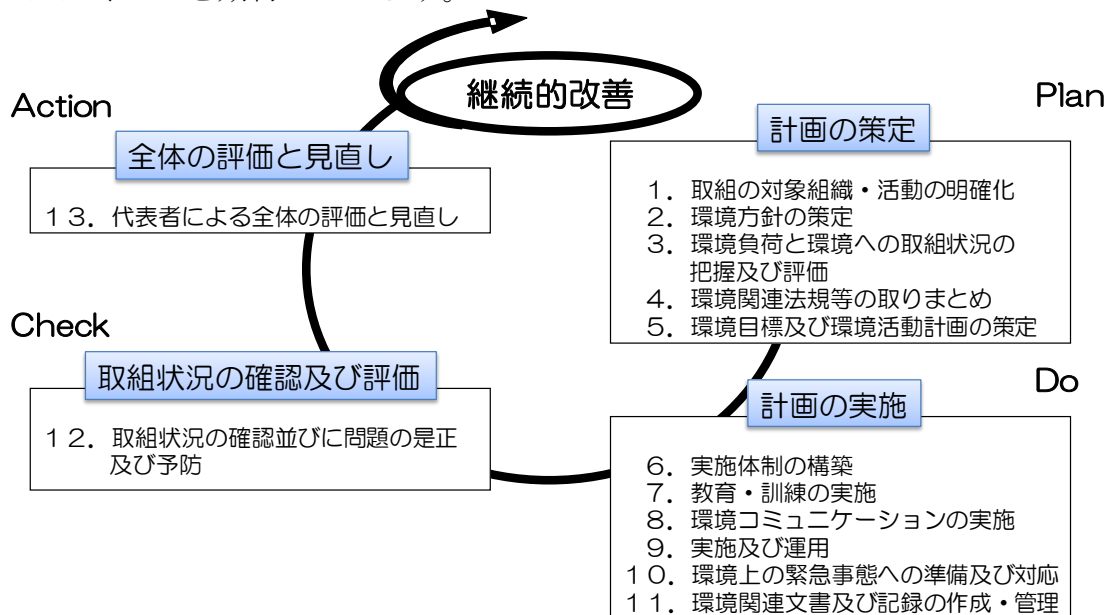 継続的改善
Action
全体の評価と見直し
13.代表者による全体の評価と見直し
Plan
計画の策定
1.取組の対象組織・活動の明確化
2.環境方針の策定
3.環境負荷と環境への取組状況の
把握及び評価
4.環境関連法規等の取りまとめ
5.環境目標及び環境活動計画の策定
Check
取組状況の確認及び評価
12.取組状況の確認並びに問題の是正
及び予防
Do
計画の実施
6.実施体制の構築
7.教育・訓練の実施
8.環境コミュニケーションの実施
9.実施及び運用
10.環境上の緊急事態への準備及び対応
11.環境関連文書及び記録の作成・管理